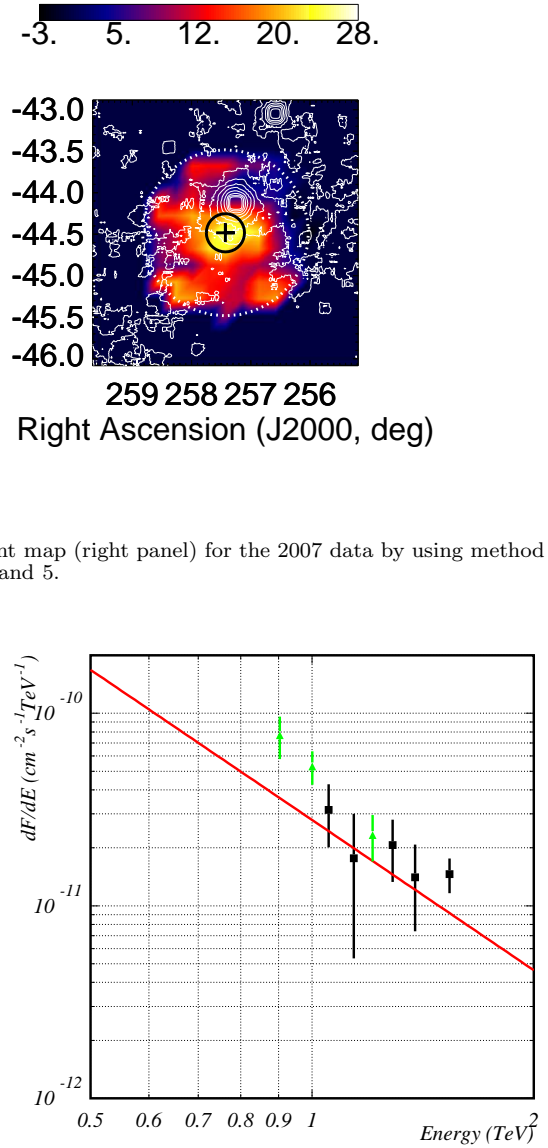 -3. 5. 12. 20. 28.
-43.0
-43.5
-44.0
-44.5
-45.0
-45.5
-46.0
259 258 257 256
Right Ascension (J2000, deg)
nt map (right panel) for the 2007 data by using method
and 5.
dF/dE (cm -2 s -1 TeV -1 )
10 -10
10 -11
10 -12
0.5 0.6 0.7 0.8 0.9 1 2
Energy (TeV)